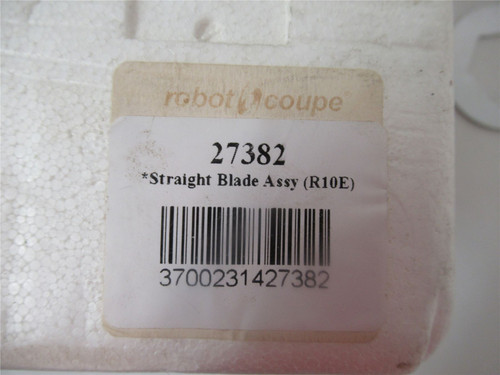 robot coupe
27382
*Straight Blade Assy (R10E)
3700231427382